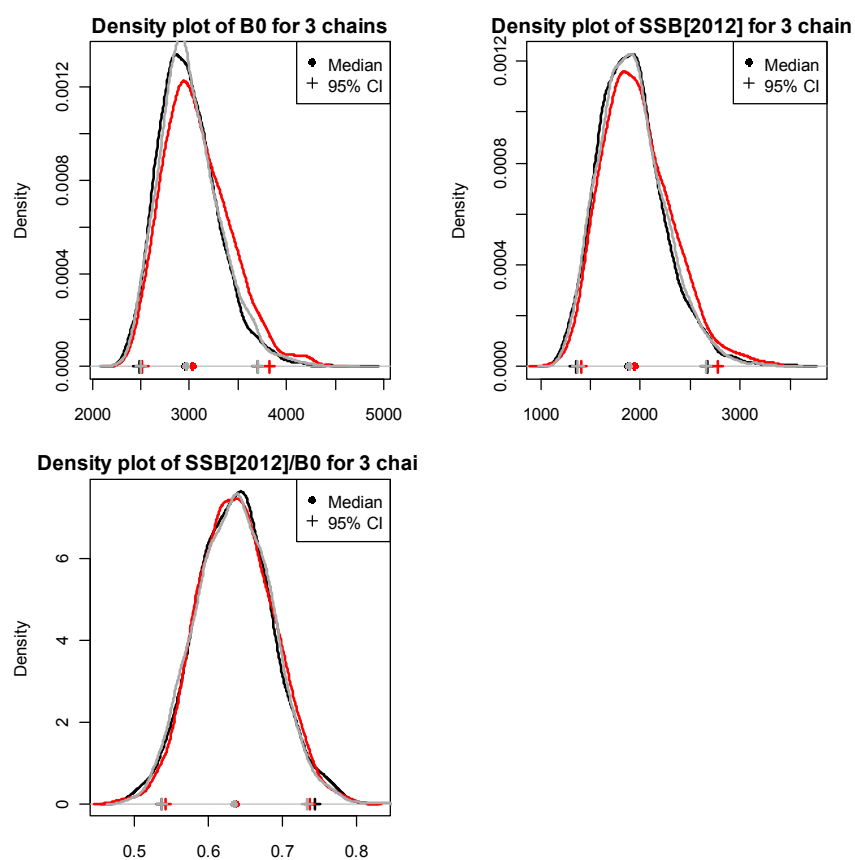 Density plot of B0 for 3 chains
Median
95% CI
Density
0.0000
0.0004
0.0008
0.0012
2000 3000 4000 5000
Density plot of SSB[2012] for 3 chain
Median
95% CI
Density
0.0000
0.0004
0.0008
0.0012
1000 2000 3000
Density plot of SSB[2012]/B0 for 3 chai
Median
95% CI
Density
0
2
4
6
0.5 0.6 0.7 0.8